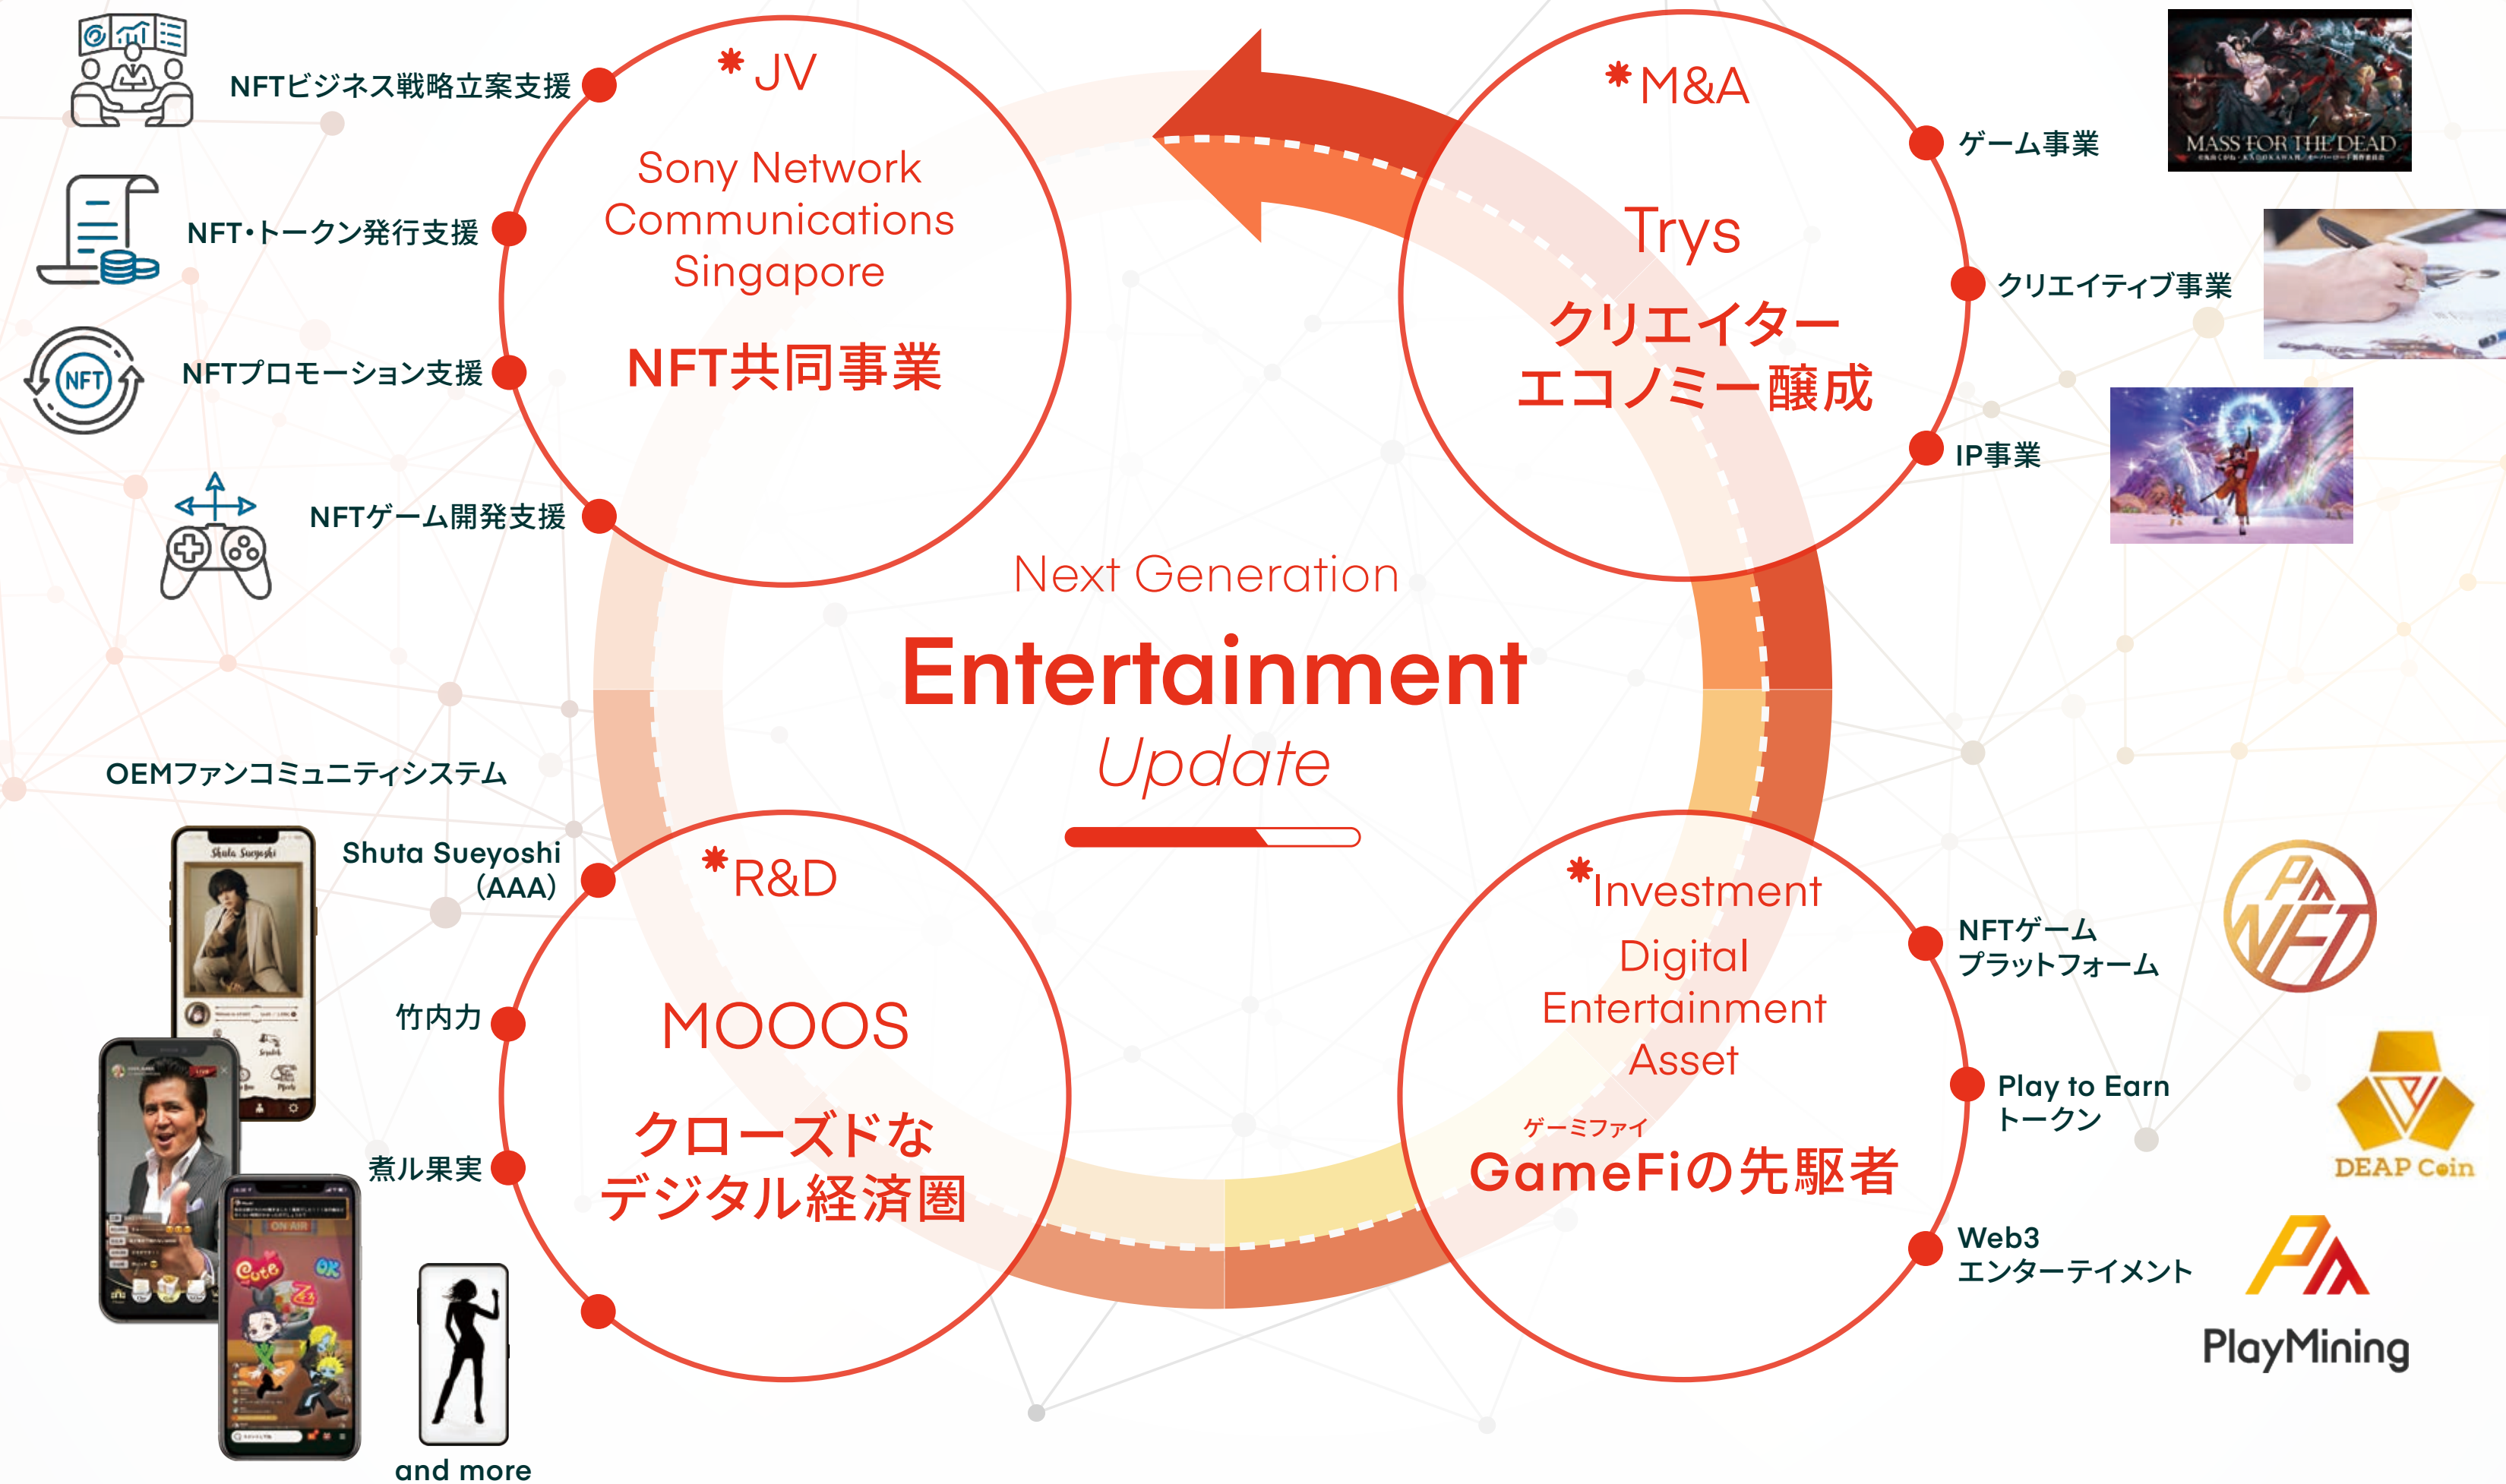 * JV
Sony Network
Communications
Singapore
NFT共同事業
NFTビジネス戦略立案支援
NFT・トークン発行支援
NFTプロモーション支援
NFT
NFTゲーム開発支援
* M&A
Trys
クリエイター
エコノミー醸成
ゲーム事業
MASS FOR THE DEAD
クリエイティブ事業
IP事業
Next Generation
Entertainment
Update
OEMファンコミュニティシステム
* R&D
MOOOS
クローズドな
デジタル経済圏
Shuta Sueyoshi
（AAA）
Shuta Sueyoshi
竹内力
煮ル果実
ON AIR
Cute
OK
and more
* Investment
Digital
Entertainment
Asset
ゲーミファイ
GameFiの先駆者
NFTゲーム
プラットフォーム
PM
NFT
Play to Earn
トークン
DEAP Coin
Web3
エンターテイメント
PM
PlayMining